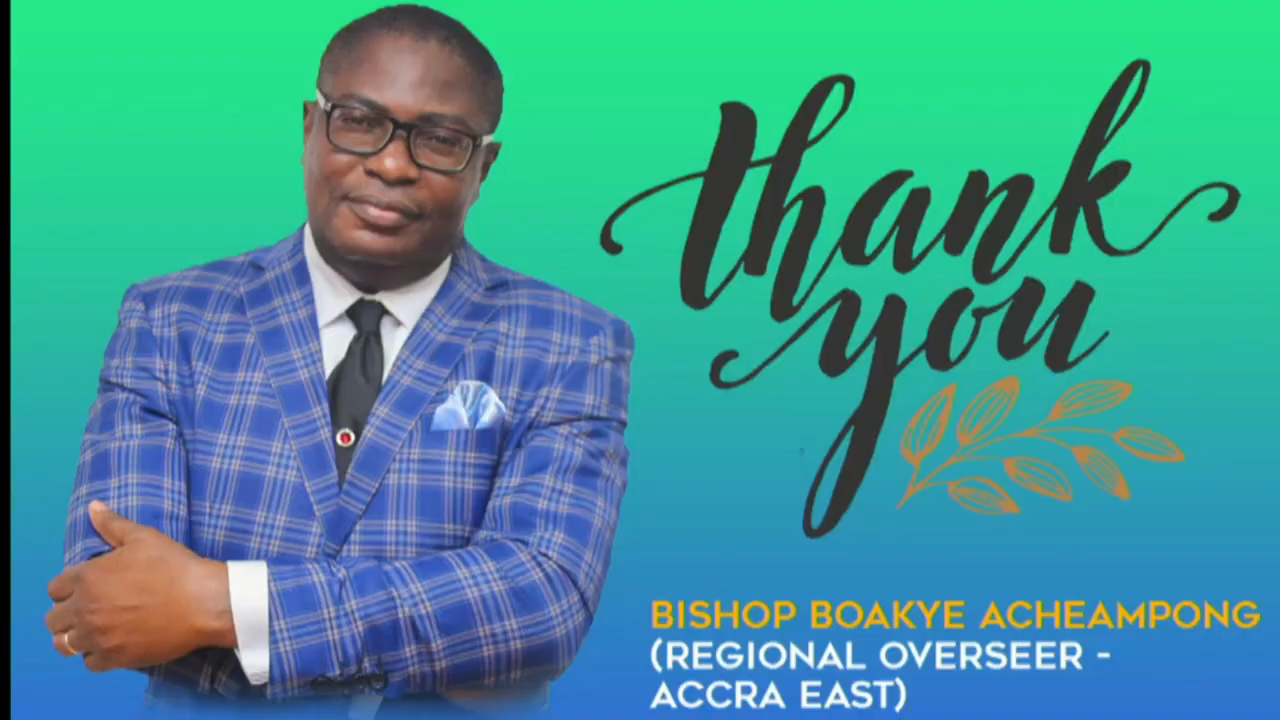 thank
you
BISHOP BOAKYE ACHEAMPONG
(REGIONAL OVERSEER -
ACCRA EAST)